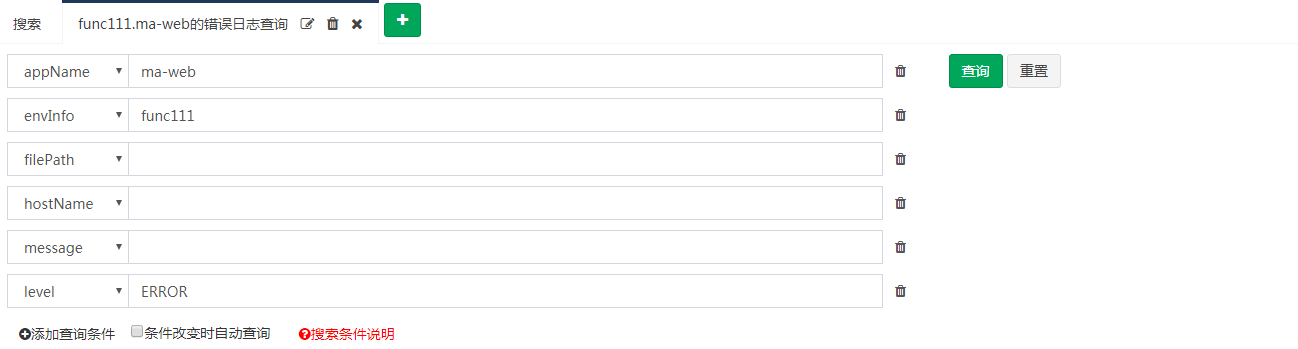 搜索 func111.ma-web的错误日志查询
appName ma-web 查询 重置
envInfo func111
filePath
hostName
message
level ERROR
添加查询条件 条件改变时自动查询 搜索条件说明